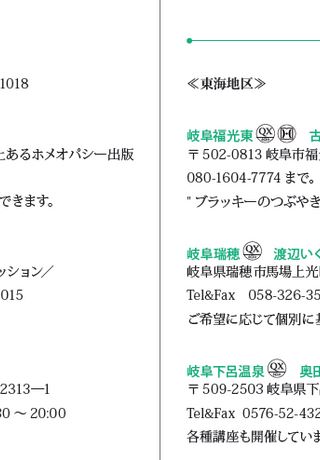 1018
上あるホメオパシー出版
できます。
ッション／
015
2313—1
30 ～ 20:00
≪東海地区≫
岐阜福光東 QX H 古
〒 502-0813 岐阜市福
080-1604-7774 まで。
" ブラッキーのつぶやき
岐阜瑞穂 QX 渡辺いく
岐阜県瑞穂市馬場上光
Tel&Fax 058-326-35
ご希望に応じて個別に
岐阜下呂温泉 QX 奥田
〒 509-2503 岐阜県下
Tel&Fax 0576-52-432
各種講座も開催していま